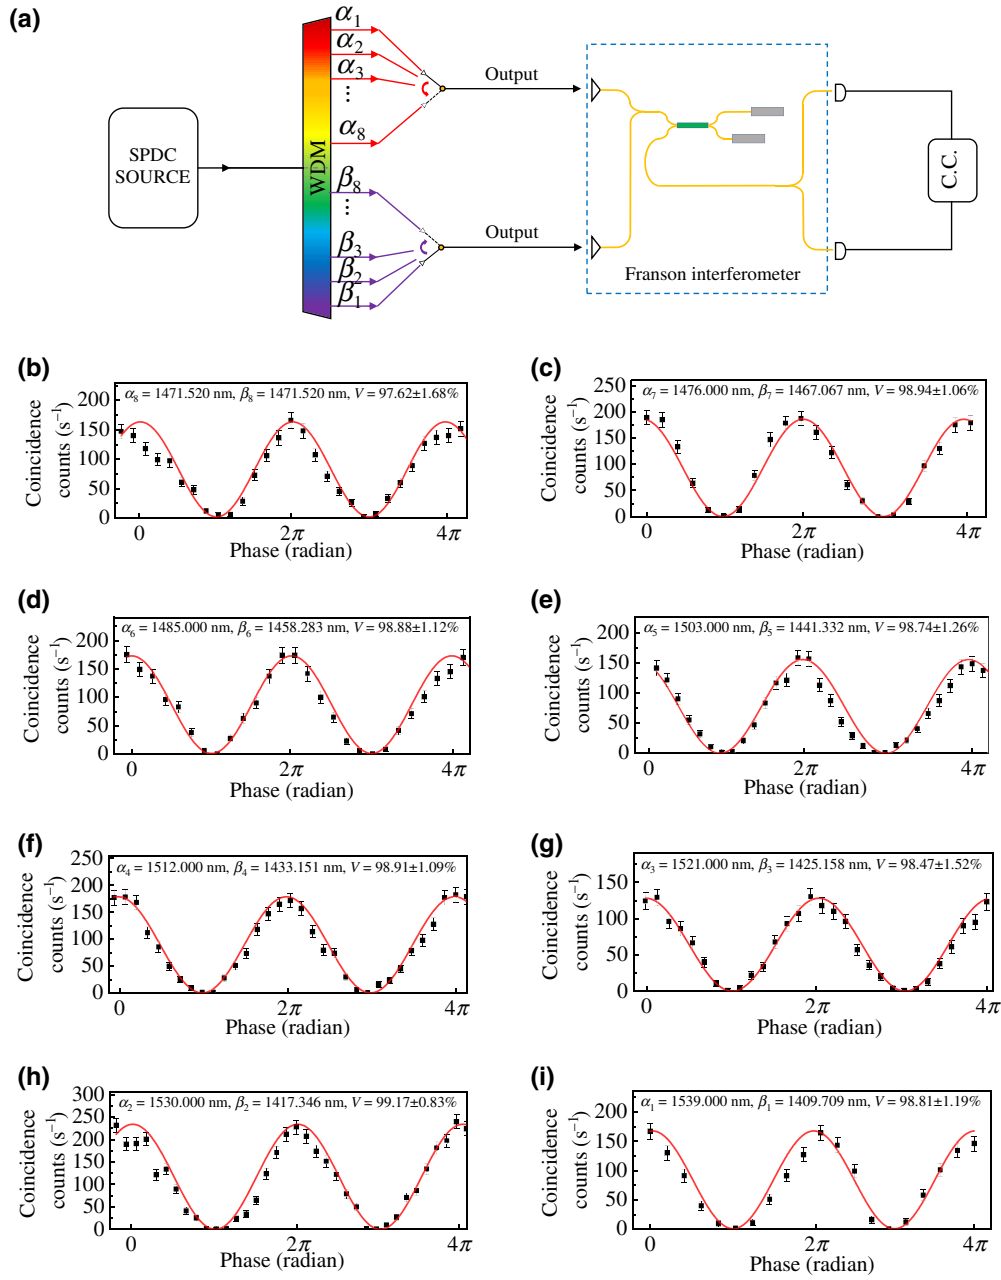 (a)
α1
α2
α3
⋮
α8
β8
⋮
β3
β2
β1
SPDC
SOURCE
WDM
Output
Output
Franson interferometer
C.C.
(b)
α8 = 1471.520 nm, β8 = 1471.520 nm, V = 97.62±1.68%
Coincidence
counts (s−1)
200
150
100
50
0
0 2π 4π
Phase (radian)
(c)
α7 = 1476.000 nm, β7 = 1467.067 nm, V = 98.94±1.06%
Coincidence
counts (s−1)
250
200
150
100
50
0
0 2π 4π
Phase (radian)
(d)
α6 = 1485.000 nm, β6 = 1458.283 nm, V = 98.88±1.12%
Coincidence
counts (s−1)
200
150
100
50
0
0 2π 4π
Phase (radian)
(e)
α5 = 1503.000 nm, β5 = 1441.332 nm, V = 98.74±1.26%
Coincidence
counts (s−1)
200
150
100
50
0
0 2π 4π
Phase (radian)
(f)
α4 = 1512.000 nm, β4 = 1433.151 nm, V = 98.91±1.09%
Coincidence
counts (s−1)
250
200
150
100
50
0
0 2π 4π
Phase (radian)
(g)
α3 = 1521.000 nm, β3 = 1425.158 nm, V = 98.47±1.52%
Coincidence
counts (s−1)
150
100
50
0
0 2π 4π
Phase (radian)
(h)
α2 = 1530.000 nm, β2 = 1417.346 nm, V = 99.17±0.83%
Coincidence
counts (s−1)
300
250
200
150
100
50
0
0 2π 4π
Phase (radian)
(i)
α1 = 1539.000 nm, β1 = 1409.709 nm, V = 98.81±1.19%
Coincidence
counts (s−1)
200
150
100
50
0
0 2π 4π
Phase (radian)